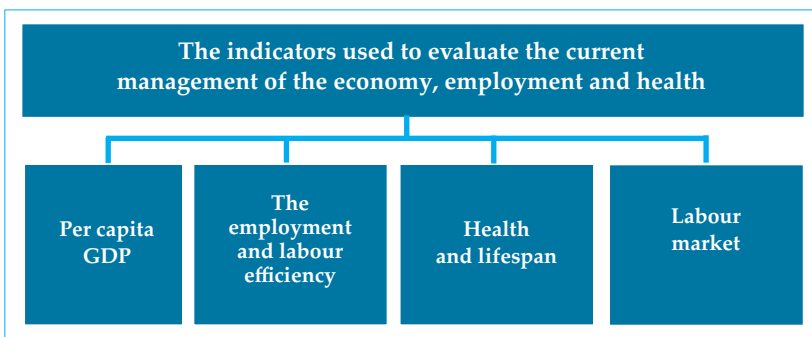 The indicators used to evaluate the current
management of the economy, employment and health
Per capita
GDP
The
employment
and labour
efficiency
Health
and lifespan
Labour
market